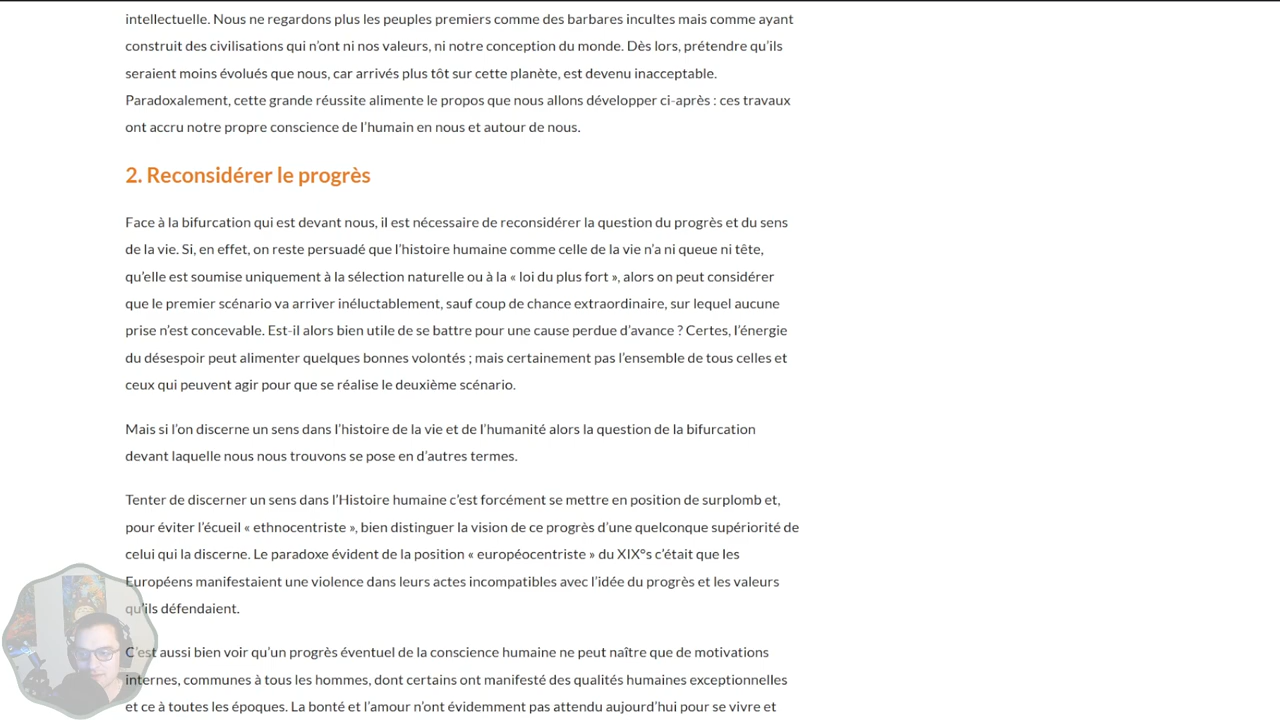 intellectuelle. Nous ne regardons plus les peuples premiers comme des barbares incultes mais comme ayant
construit des civilisations qui n’ont ni nos valeurs, ni notre conception du monde. Dès lors, prétendre qu’ils
seraient moins évolués que nous, car arrivés plus tôt sur cette planète, est devenu inacceptable.
Paradoxalement, cette grande réussite alimente le propos que nous allons développer ci-après : ces travaux
ont accru notre propre conscience de l’humain en nous et autour de nous.
2. Reconsidérer le progrès
Face à la bifurcation qui est devant nous, il est nécessaire de reconsidérer la question du progrès et du sens
de la vie. Si, en effet, on reste persuadé que l’histoire humaine comme celle de la vie n’a ni queue ni tête,
qu’elle est soumise uniquement à la sélection naturelle ou à la « loi du plus fort », alors on peut considérer
que le premier scénario va arriver inéluctablement, sauf coup de chance extraordinaire, sur lequel aucune
prise n’est concevable. Est-il alors bien utile de se battre pour une cause perdue d’avance ? Certes, l’énergie
du désespoir peut alimenter quelques bonnes volontés ; mais certainement pas l’ensemble de tous celles et
ceux qui peuvent agir pour que se réalise le deuxième scénario.
Mais si l’on discerne un sens dans l’histoire de la vie et de l’humanité alors la question de la bifurcation
devant laquelle nous nous trouvons se pose en d’autres termes.
Tenter de discerner un sens dans l’Histoire humaine c’est forcément se mettre en position de surplomb et,
pour éviter l’écueil « ethnocentriste », bien distinguer la vision de ce progrès d’une quelconque supériorité de
celui qui la discerne. Le paradoxe évident de la position « européocentriste » du XIX°s c’était que les
Européens manifestaient une violence dans leurs actes incompatibles avec l’idée du progrès et les valeurs
qu’ils défendaient.
C’est aussi bien voir qu’un progrès éventuel de la conscience humaine ne peut naître que de motivations
internes, communes à tous les hommes, dont certains ont manifesté des qualités humaines exceptionnelles
et ce à toutes les époques. La bonté et l’amour n’ont évidemment pas attendu aujourd’hui pour se vivre et